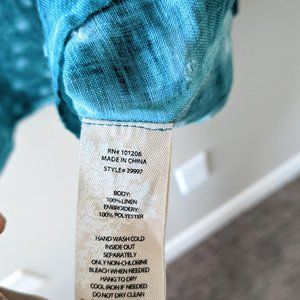 RN# 101206
MADE IN CHINA
STYLE# 29997
BODY:
100% LINEN
EMBROIDERY:
100% POLYESTER
HAND WASH COLD
INSIDE OUT
SEPARATELY
ONLY NON-CHLORINE
BLEACH WHEN NEEDED
HANG TO DRY
COOL IRON IF NEEDED
DO NOT DRY CLEAN